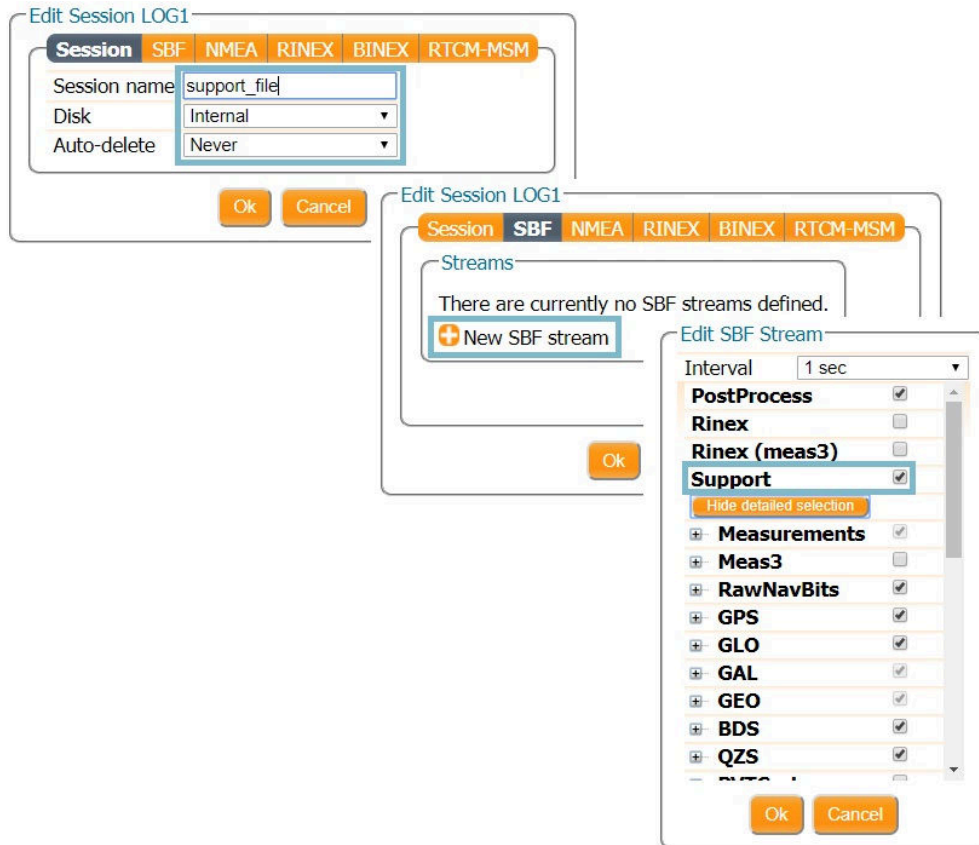 Edit Session LOG1
Session SBF NMEA RINEX BINEX RTCM-MSM
Session name support_file
Disk Internal
Auto-delete Never
Ok Cancel
Edit Session LOG1
Session SBF NMEA RINEX BINEX RTCM-MSM
Streams
There are currently no SBF streams defined.
New SBF stream
Ok
Edit SBF Stream
Interval 1 sec
PostProcess
Rinex
Rinex (meas3)
Support
Hide detailed selection
Measurements
Meas3
RawNavBits
GPS
GLO
GAL
GEO
BDS
QZS
Ok Cancel